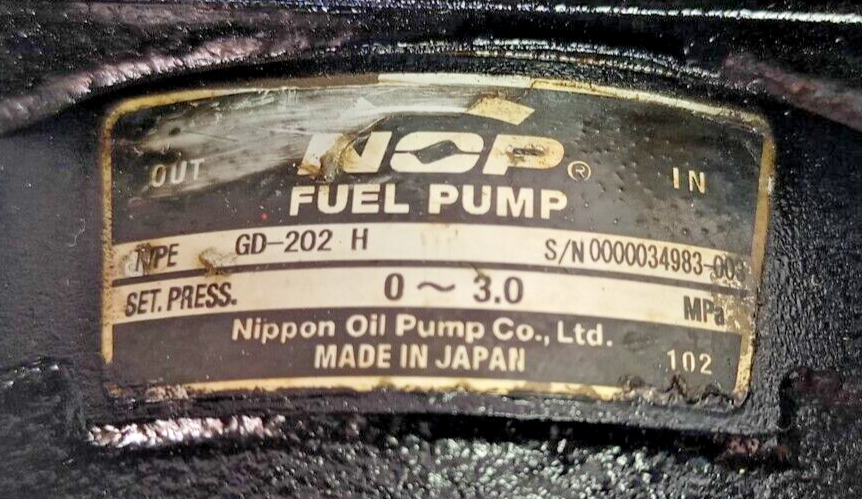 NOP®
OUT IN
FUEL PUMP
TYPE GD-202 H S/N 0000034983-003
SET. PRESS. 0 ~ 3.0 MPa
Nippon Oil Pump Co., Ltd.
MADE IN JAPAN 102